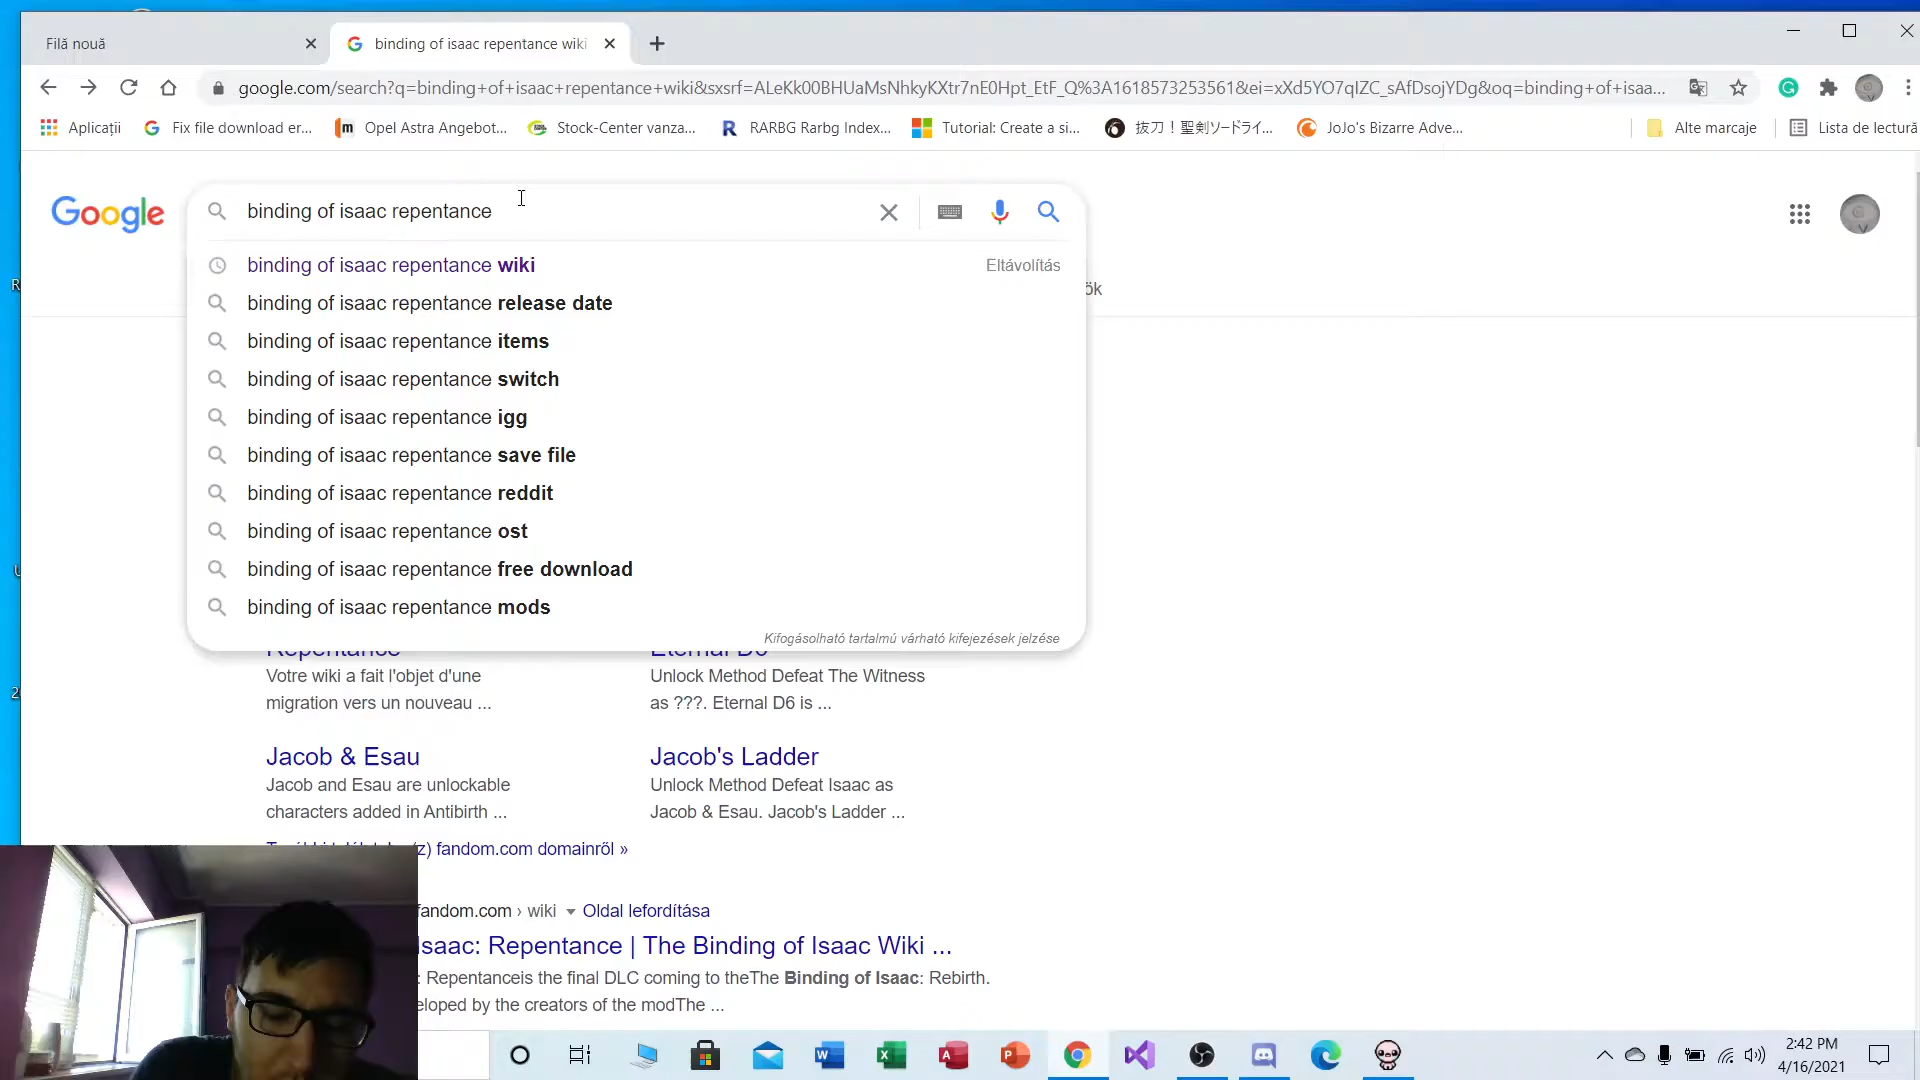 Filă nouă
binding of isaac repentance wiki
google.com/search?q=binding+of+isaac+repentance+wiki&sxsrf=ALeKk00BHUaMsNhkyKXtr7nE0Hpt_EtF_Q%3A1618573253561&ei=xXd5YO7qIZC_sAfDsojYDg&oq=binding+of+isaa...
Aplicații
Fix file download er...
Opel Astra Angebot...
Stock-Center vanza...
RARBG Rarbg Index...
Tutorial: Create a si...
抜刀！聖剣ソードライ...
JoJo's Bizarre Adve...
Alte marcaje
Lista de lectură
Google
binding of isaac repentance
binding of isaac repentance wiki
Eltávolítás
binding of isaac repentance release date
binding of isaac repentance items
binding of isaac repentance switch
binding of isaac repentance igg
binding of isaac repentance save file
binding of isaac repentance reddit
binding of isaac repentance ost
binding of isaac repentance free download
binding of isaac repentance mods
Kifogásolható tartalmú várható kifejezések jelzése
Repentance
Votre wiki a fait l'objet d'une
migration vers un nouveau ...
Eternal D6
Unlock Method Defeat The Witness
as ???. Eternal D6 is ...
Jacob & Esau
Jacob and Esau are unlockable
characters added in Antibirth ...
Jacob's Ladder
Unlock Method Defeat Isaac as
Jacob & Esau. Jacob's Ladder ...
fandom.com domainről »
fandom.com › wiki
Oldal lefordítása
Isaac: Repentance | The Binding of Isaac Wiki ...
: Repentanceis the final DLC coming to theThe Binding of Isaac: Rebirth.
eloped by the creators of the modThe ...
2:42 PM
4/16/2021